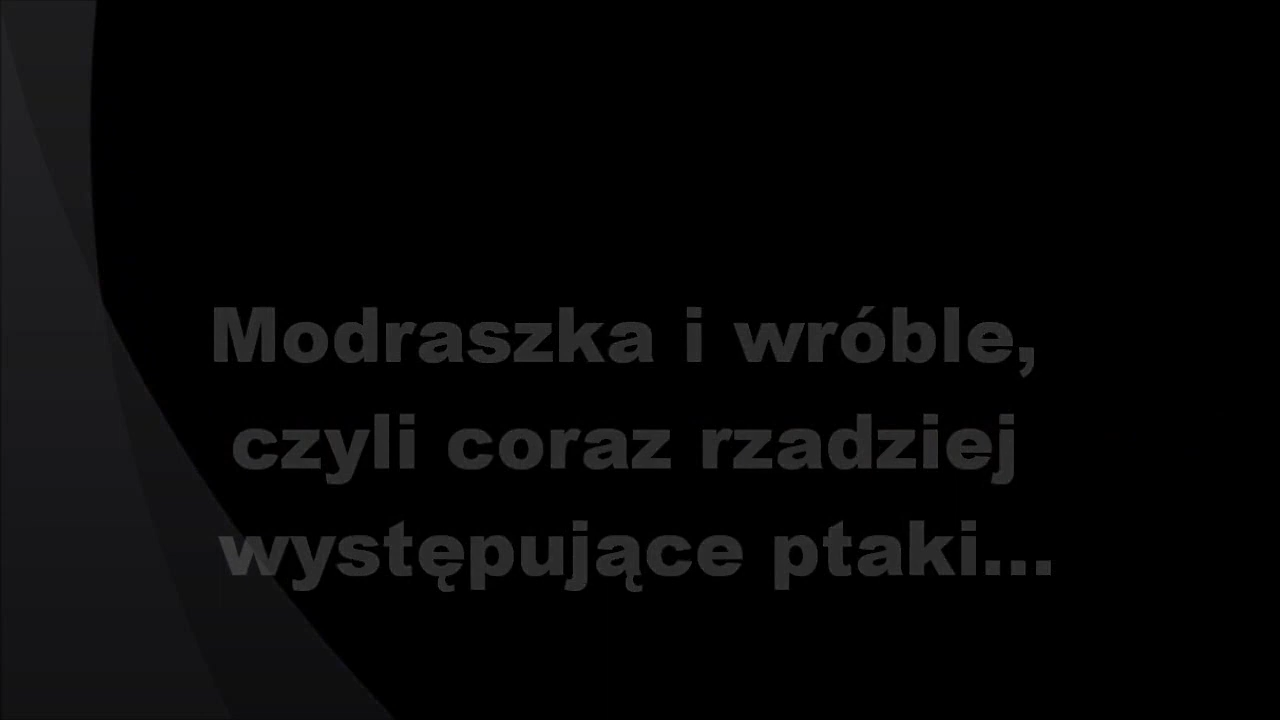 Modraszka i wróble,
czyli coraz rzadziej
występujące ptaki...